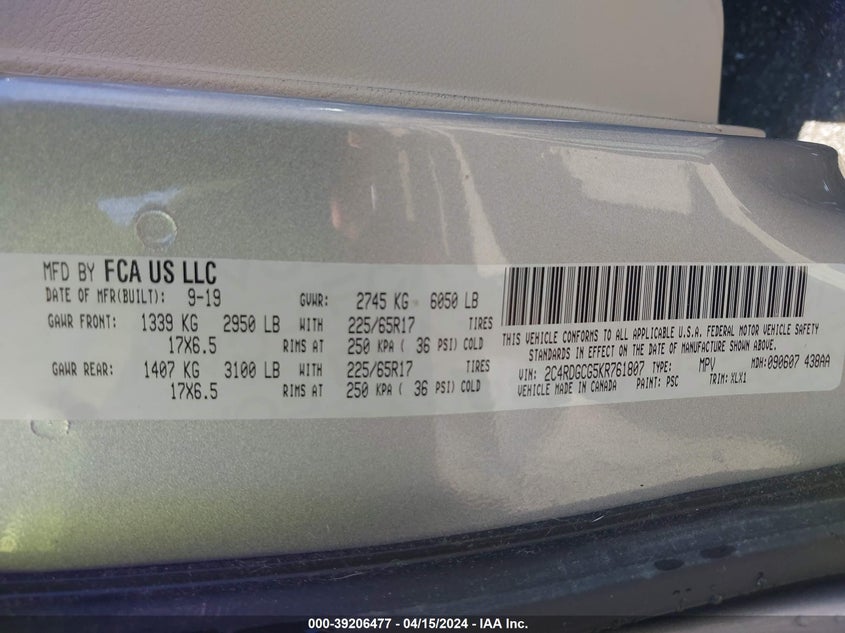 MFD BY FCA US LLC
DATE OF MFR(BUILT): 9-19 GVWR: 2745 KG 6050 LB
GAWR FRONT: 1339 KG 2950 LB WITH 225/65R17 TIRES
17X6.5 RIMS AT 250 KPA ( 36 PSI) COLD
GAWR REAR: 1407 KG 3100 LB WITH 225/65R17 TIRES
17X6.5 RIMS AT 250 KPA ( 36 PSI) COLD
THIS VEHICLE CONFORMS TO ALL APPLICABLE U.S.A. FEDERAL MOTOR VEHICLE SAFETY
STANDARDS IN EFFECT ON THE DATE OF MANUFACTURE SHOWN ABOVE.
VIN: 2C4RDGCG5KR761807 TYPE: MPV MDH: 090607 438AA
VEHICLE MADE IN CANADA PAINT: PSC TRIM: XLX1
000-39206477 - 04/15/2024 - IAA Inc.